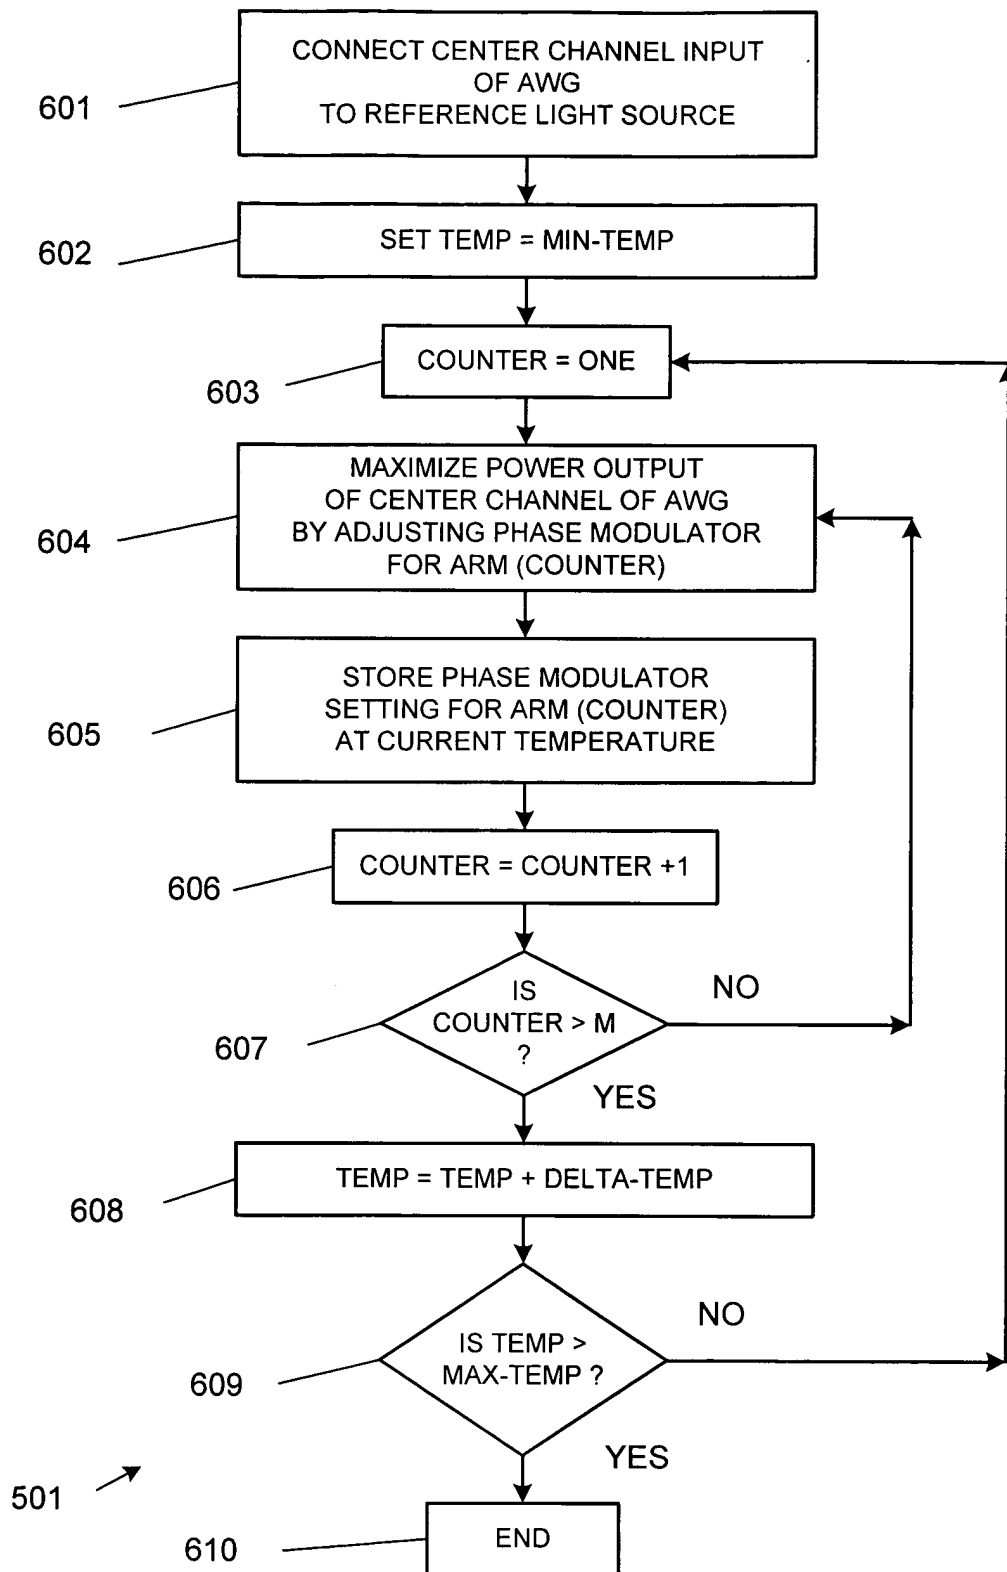 CONNECT CENTER CHANNEL INPUT
OF AWG
TO REFERENCE LIGHT SOURCE
601
SET TEMP = MIN-TEMP
602
COUNTER = ONE
603
MAXIMIZE POWER OUTPUT
OF CENTER CHANNEL OF AWG
BY ADJUSTING PHASE MODULATOR
FOR ARM (COUNTER)
604
STORE PHASE MODULATOR
SETTING FOR ARM (COUNTER)
AT CURRENT TEMPERATURE
605
COUNTER = COUNTER +1
606
IS
COUNTER > M
?
NO
607
YES
TEMP = TEMP + DELTA-TEMP
608
NO
IS TEMP >
MAX-TEMP ?
609
YES
501
END
610